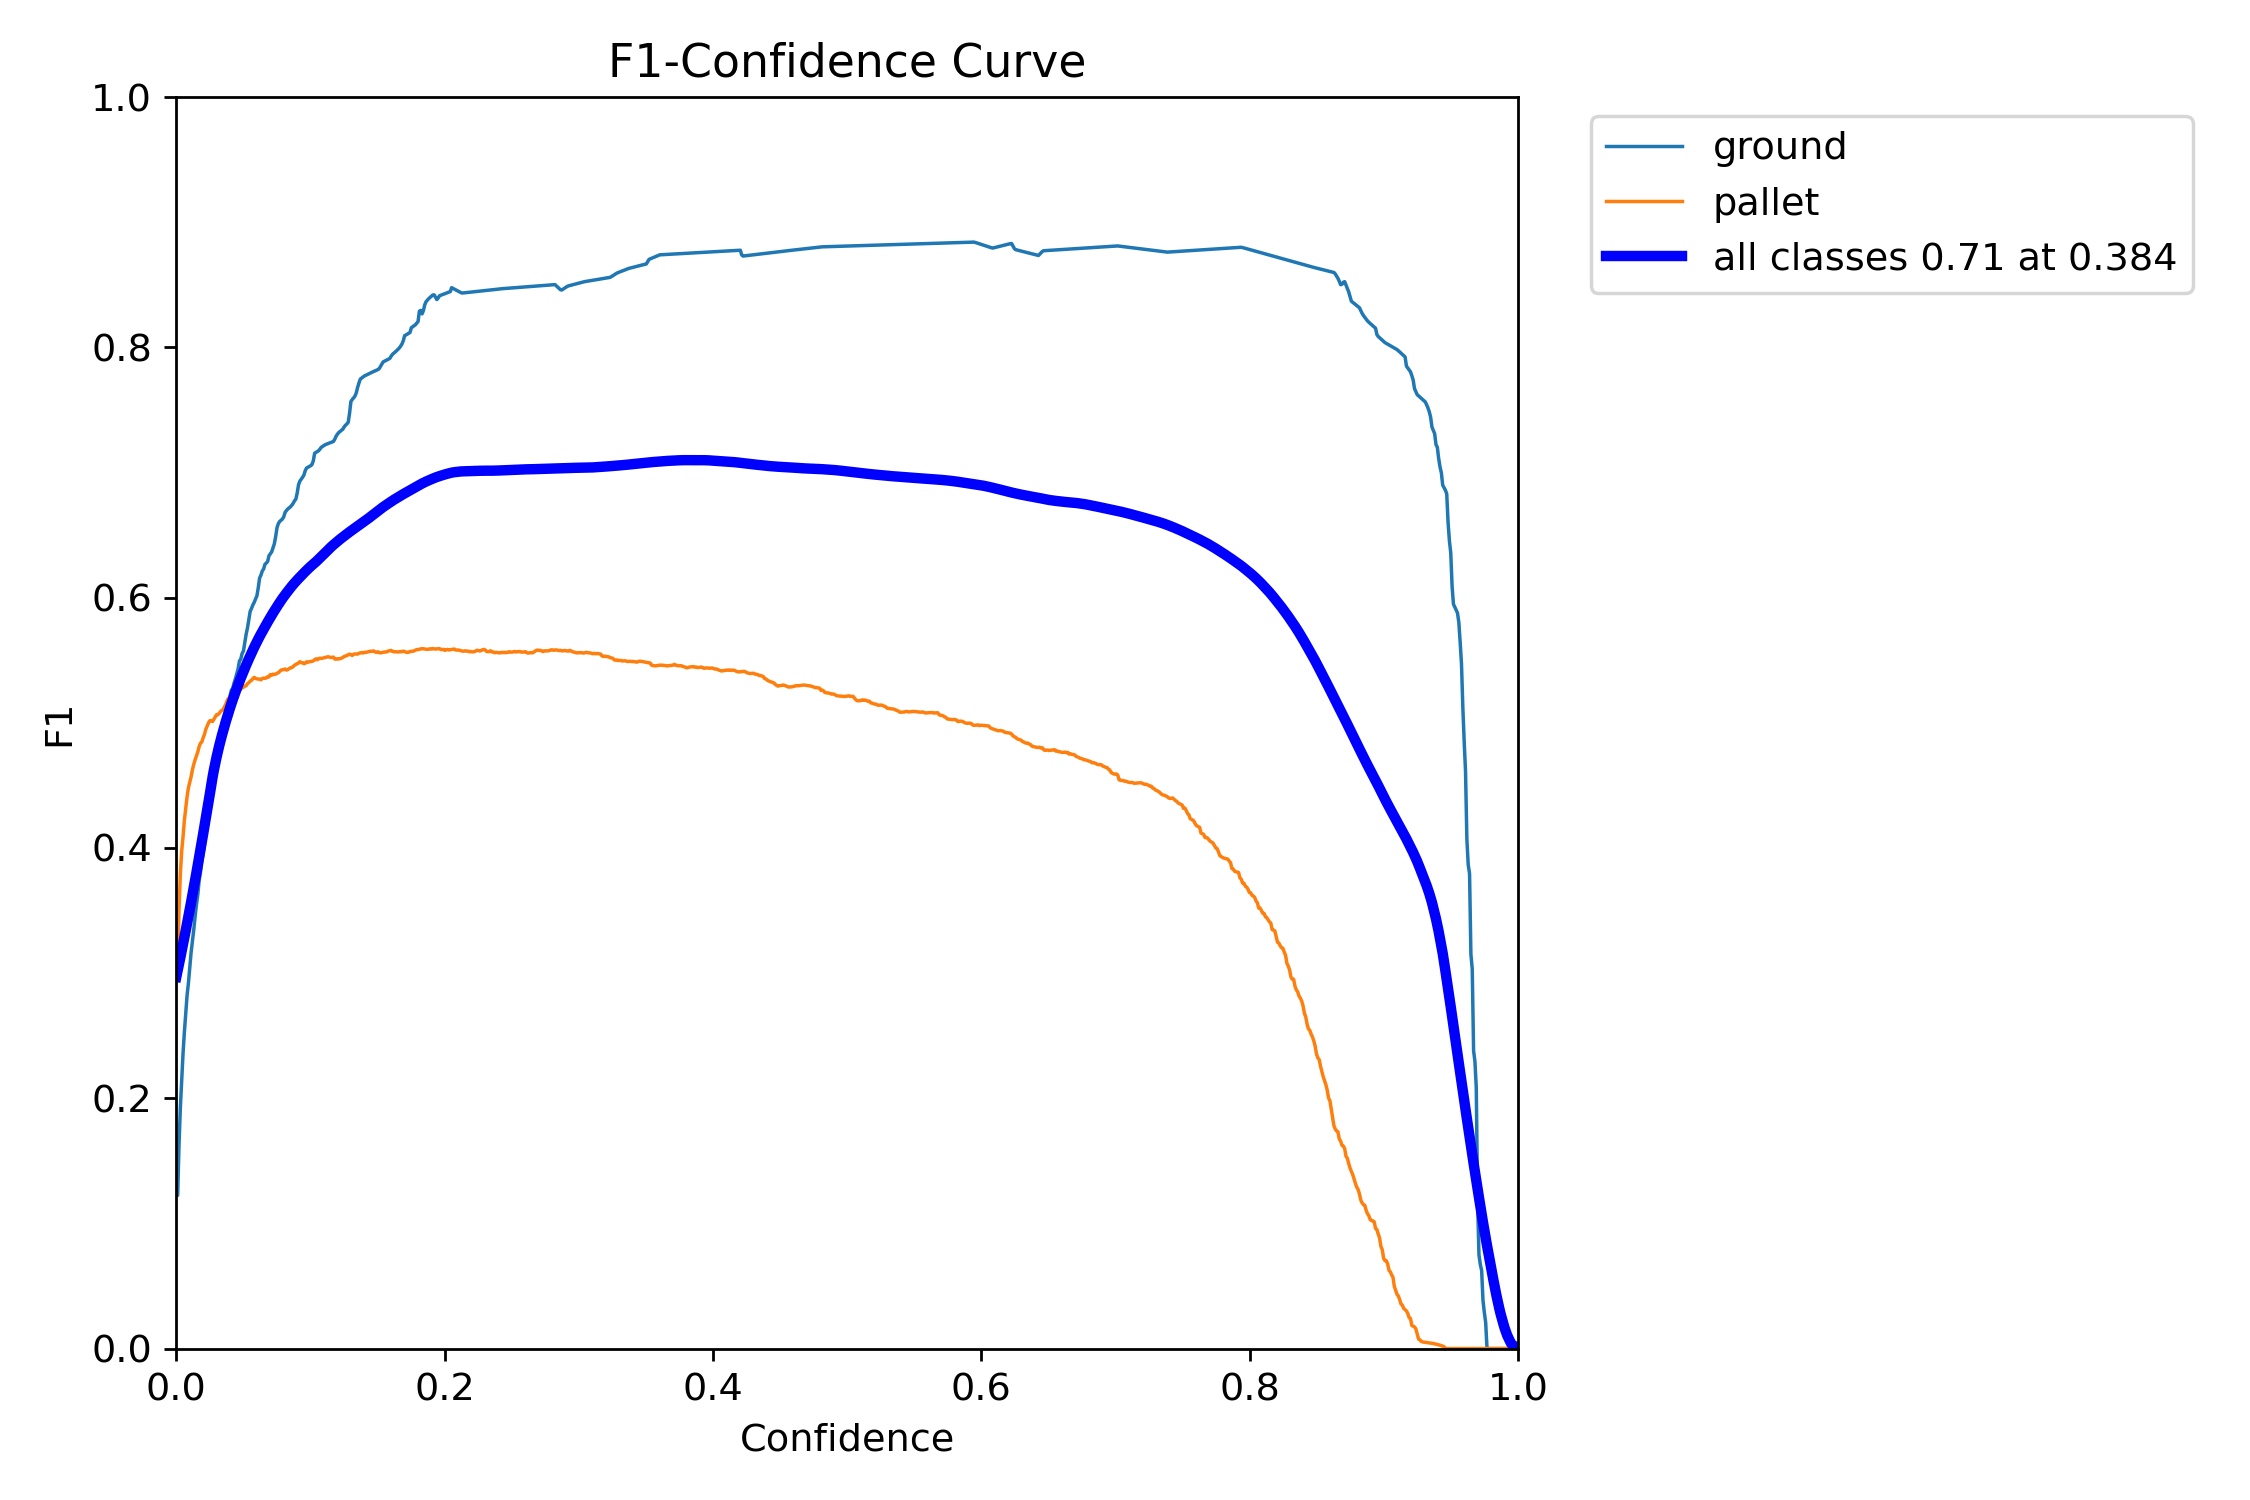 F1-Confidence Curve
ground
pallet
all classes 0.71 at 0.384
1.0
0.8
0.6
0.4
0.2
0.0
F1
0.0 0.2 0.4 0.6 0.8 1.0
Confidence